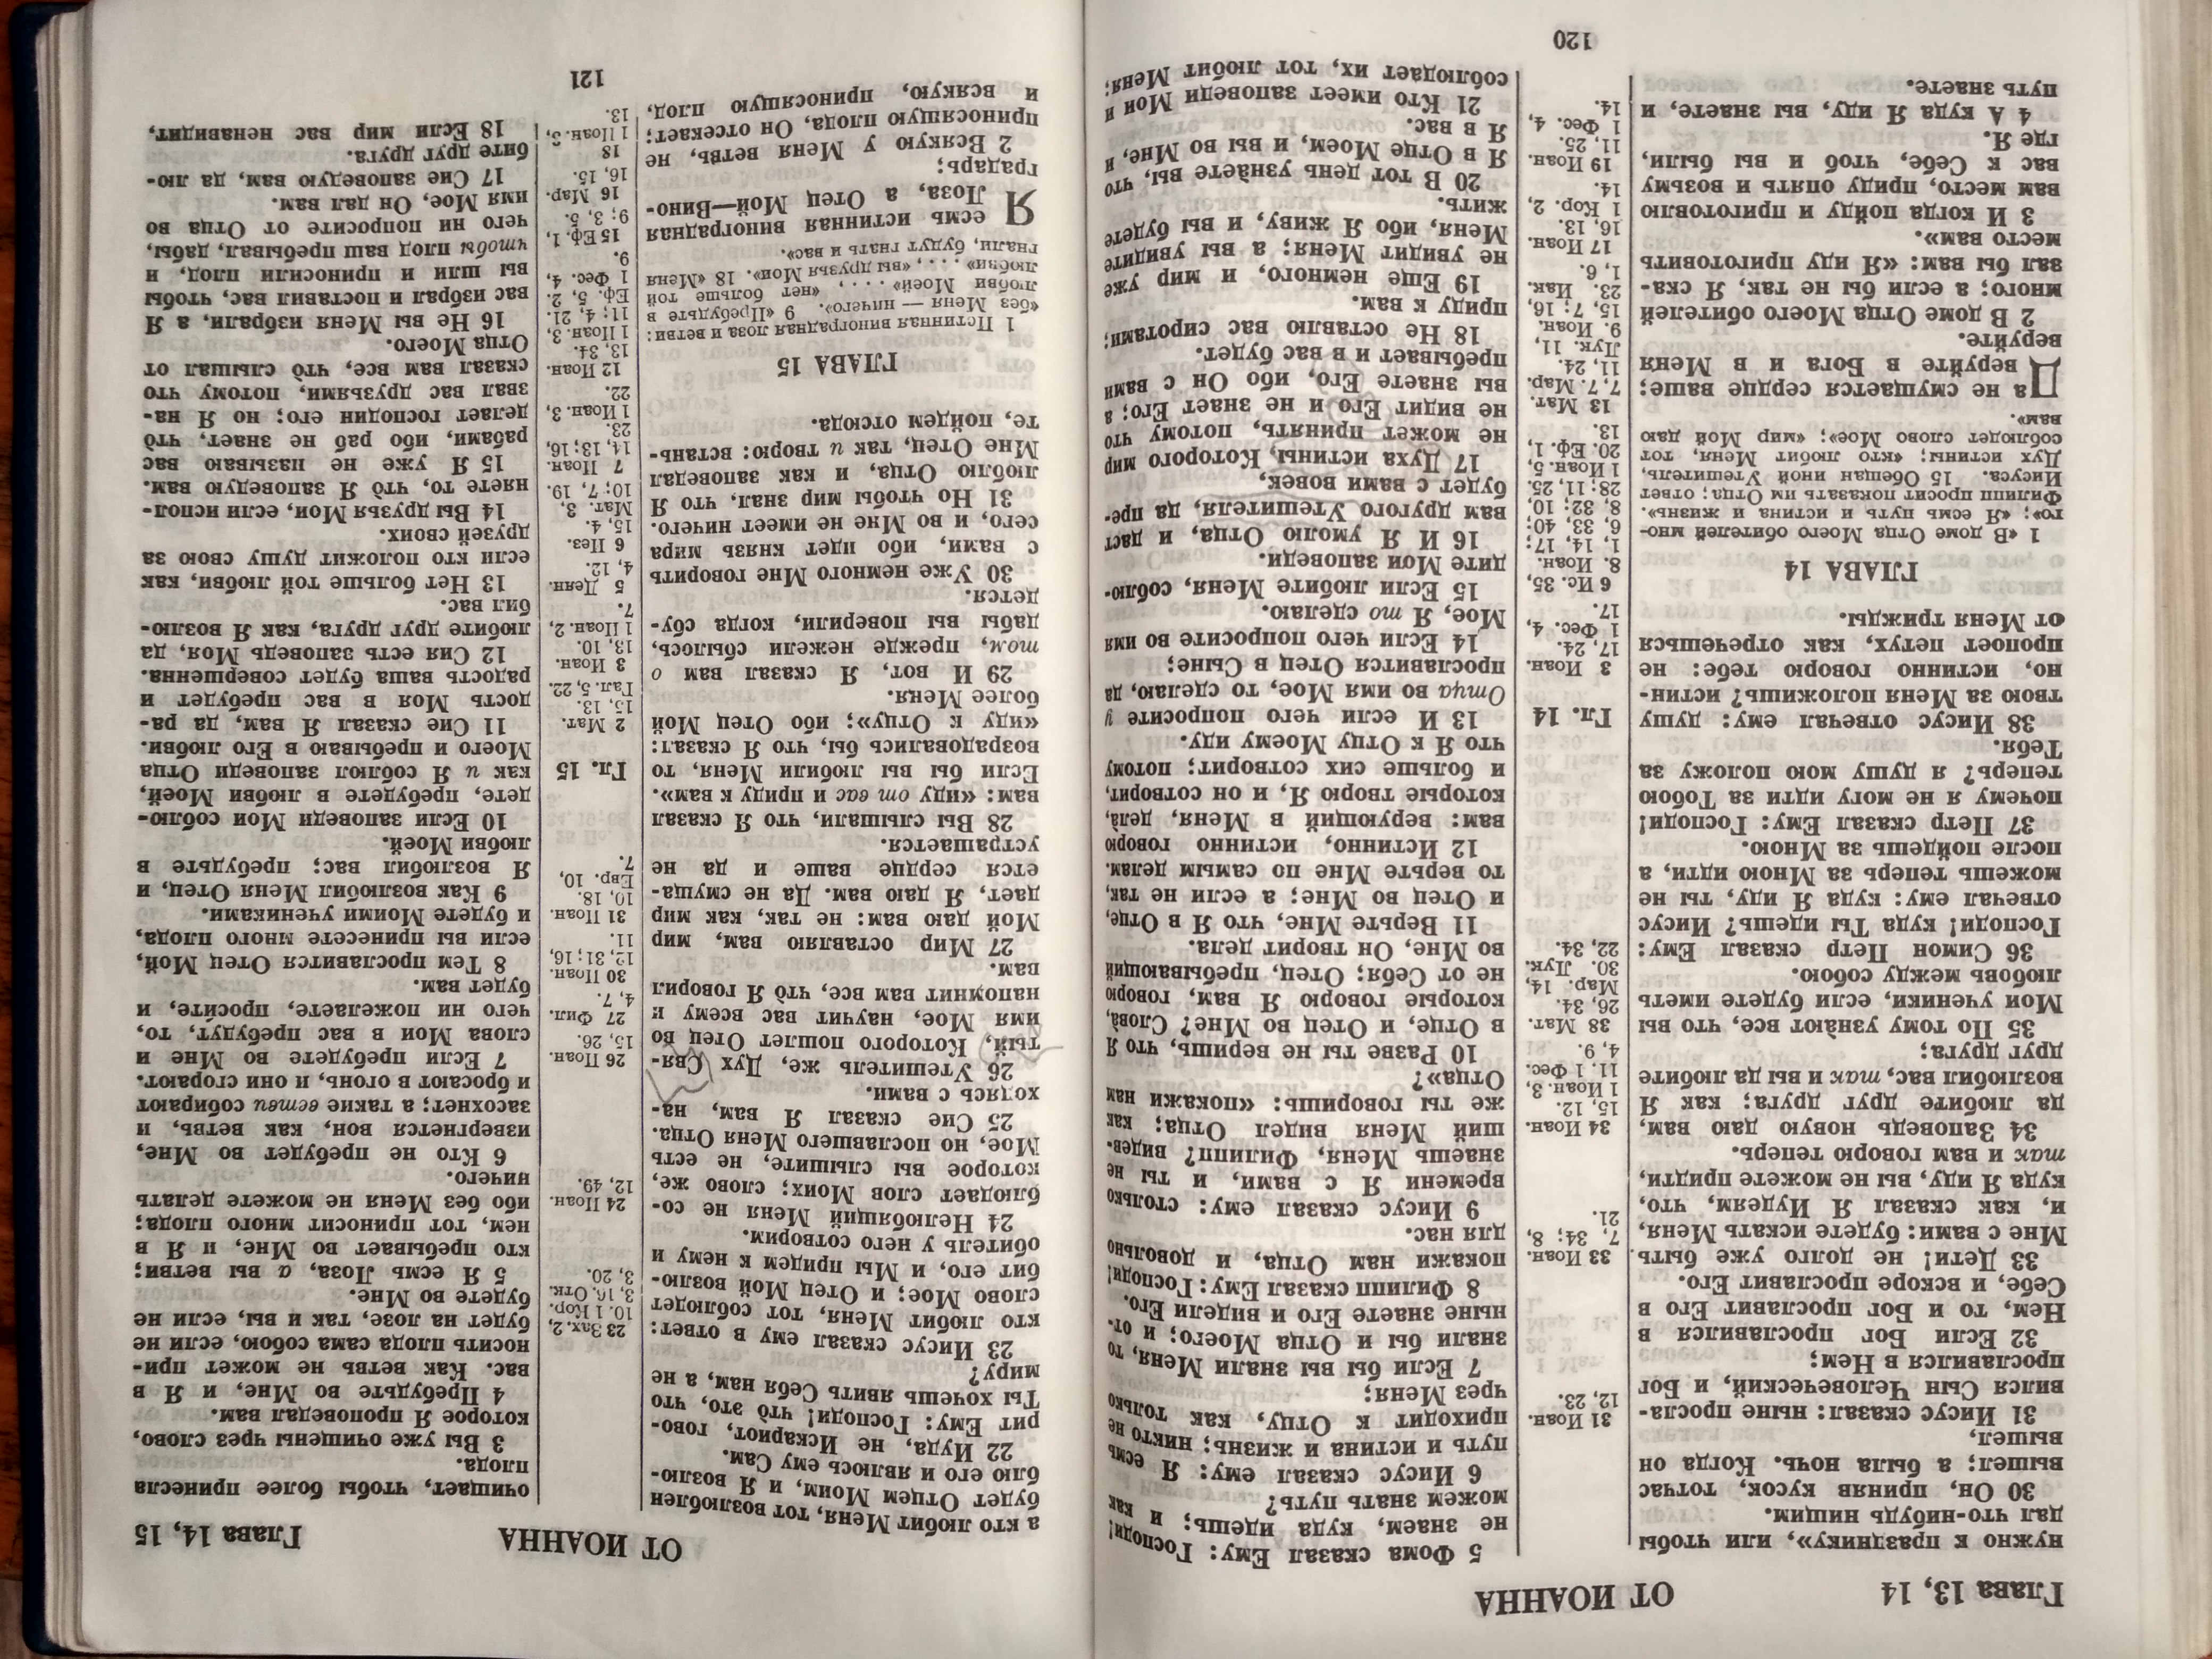 Глава 13, 14
ОТ ИОАННА
нужно к празднику», или чтобы
дал что-нибудь нищим.
30 Он, приняв кусок, тотчас
вышел; а была ночь. Когда он
вышел,
31 Иисус сказал: ныне просла-
вился Сын Человеческий, и Бог
прославился в Нем;
32 Если Бог прославился в
Нем, то и Бог прославит Его в
Себе, и вскоре прославит Его.
33 Дети! не долго уже быть
Мне с вами: будете искать Меня,
и, как сказал Я Иудеям, что,
куда Я иду, вы не можете придти,
так и вам говорю теперь.
34 Заповедь новую даю вам,
да любите друг друга; как Я
возлюбил вас, так и вы да любите
друг друга;
35 По тому узна̀ют все, что вы
Мои ученики, если будете иметь
любовь между собою.
36 Симон Петр сказал Ему:
Господи! куда Ты идешь? Иисус
отвечал ему: куда Я иду, ты не
можешь теперь за Мною идти, а
после пойдешь за Мною.
37 Петр сказал Ему: Господи!
почему я не могу идти за Тобою
теперь? я душу мою положу за
Тебя.
38 Иисус отвечал ему: душу
твою за Меня положишь? истин-
но, истинно говорю тебе: не
пропоет петух, как отречешься
от Меня трижды.
ГЛАВА 14
1 «В доме Отца Моего обителей мно-
го»; «Я есмь путь и истина и жизнь».
Филипп просит показать им Отца; ответ
Иисуса. 15 Обещан иной Утешитель,
Дух истины; «кто любит Меня, тот
соблюдет слово Мое»; «мир Мой даю
вам».
Да не смущается сердце ваше;
веруйте в Бога и в Меня
веруйте.
2 В доме Отца Моего обителей
много; а если бы не так, Я ска-
зал бы вам: «Я иду приготовить
место вам».
3 И когда пойду и приготовлю
вам место, приду опять и возьму
вас к Себе, чтоб и вы были,
где Я.
4 А куда Я иду, вы знаете, и
путь знаете.
31 Иоан.
12, 23.
33 Иоан.
7, 34; 8,
21.
34 Иоан.
15, 12.
1 Иоан. 3,
11. 1 Фес.
4, 9.
38 Мат.
26, 34.
Мар. 14,
30. Лук.
22, 34.
Гл. 14
3 Иоан.
17, 24.
1 Фес. 4,
17.
6 Ис. 35,
8. Иоан.
1, 14, 17;
6, 33, 40;
8, 32; 10,
28; 11, 25.
1 Иоан. 5,
20. Еф. 1,
13.
13 Мат.
7, 7. Мар.
11, 24.
Лук. 11,
9. Иоан.
15, 7; 16,
23. Иак.
1, 6.
17 Иоан.
16, 13.
1 Кор. 2,
14.
19 Иоан.
11, 25.
1 Фес. 4,
14.
5 Фома сказал Ему: Господи!
не знаем, куда идешь; и как
можем знать путь?
6 Иисус сказал ему: Я есмь
путь и истина и жизнь; никто не
приходит к Отцу, как только
чрез Меня;
7 Если бы вы знали Меня, то
знали бы и Отца Моего; и от-
ныне знаете Его и видели Его.
8 Филипп сказал Ему: Господи!
покажи нам Отца, и довольно
для нас.
9 Иисус сказал ему: столько
времени Я с вами, и ты не
знаешь Меня, Филипп? видев-
ший Меня видел Отца; как
же ты говоришь: «покажи нам
Отца»?
10 Разве ты не веришь, что Я
в Отце, и Отец во Мне? Слова̀,
которые говорю Я вам, говорю
не от Себя; Отец, пребывающий
во Мне, Он творит дела.
11 Верьте Мне, что Я в Отце,
и Отец во Мне; а если не так,
то верьте Мне по самым делам.
12 Истинно, истинно говорю
вам: верующий в Меня, дела̀,
которые творю Я, и он сотворит,
и больше сих сотворит; потому
что Я к Отцу Моему иду.
13 И если чего попросите у
Отца во имя Мое, то сделаю, да
прославится Отец в Сыне;
14 Если чего попросите во имя
Мое, Я то сделаю.
15 Если любите Меня, соблю-
дите Мои заповеди.
16 И Я умолю Отца, и даст
вам другого Утешителя, да пре-
будет с вами вовек,
17 Духа истины, Которого мир
не может принять, потому что
не видит Его и не знает Его; а
вы знаете Его, ибо Он с вами
пребывает и в вас будет.
18 Не оставлю вас сиротами;
приду к вам.
19 Еще немного, и мир уже
не увидит Меня; а вы увидите
Меня, ибо Я живу, и вы будете
жить.
20 В тот день узна̀ете вы, что
Я в Отце Моем, и вы во Мне, и
Я в вас.
21 Кто имеет заповеди Мои и
соблюдает их, тот любит Меня;
120
ОТ ИОАННА
Глава 14, 15
а кто любит Меня, тот возлюблен
будет Отцем Моим, и Я возлю-
блю его и явлюсь ему Сам.
22 Иуда, не Искариот, гово-
рит Ему: Господи! что̀ это, что
Ты хочешь явить Себя нам, а не
миру?
23 Иисус сказал ему в ответ:
кто любит Меня, тот соблюдет
слово Мое; и Отец Мой возлю-
бит его, и Мы придем к нему и
обитель у него сотворим.
24 Нелюбящий Меня не со-
блюдает слов Моих; слово же,
которое вы слышите, не есть
Мое, но пославшего Меня Отца.
25 Сие сказал Я вам, на-
ходясь с вами.
26 Утешитель же, Дух Свя-
тый, Которого пошлет Отец во
имя Мое, научит вас всему и
напомнит вам все, что̀ Я говорил
вам.
27 Мир оставляю вам, мир
Мой даю вам: не так, как мир
дает, Я даю вам. Да не смуща-
ется сердце ваше и да не
устрашается.
28 Вы слышали, что Я сказал
вам: «иду от вас и приду к вам».
Если бы вы любили Меня, то
возрадовались бы, что Я сказал:
«иду к Отцу»; ибо Отец Мой
более Меня.
29 И вот, Я сказал вам о
том, прежде нежели сбылось,
дабы вы поверили, когда сбу-
дется.
30 Уже немного Мне говорить
с вами, ибо идет князь мира
сего, и во Мне не имеет ничего.
31 Но чтобы мир знал, что Я
люблю Отца, и как заповедал
Мне Отец, так и творю: встань-
те, пойдем отсюда.
ГЛАВА 15
1 Истинная виноградная лоза и ветви:
«без Меня — ничего». 9 «Пребудьте в
любви Моей» . . . , «нет больше той
любви» . . . , «вы друзья Мои». 18 «Меня
гнали, будут гнать и вас».
Я есмь истинная виноградная
Лоза, а Отец Мой—Вино-
градарь;
2 Всякую у Меня ветвь, не
приносящую плода, Он отсекает;
и всякую, приносящую плод,
23 Зах. 2,
10. 1 Кор.
3, 16. Отк.
3, 20.
24 Иоан.
12, 49.
26 Иоан.
15, 26.
27 Фил.
4, 7.
30 Иоан.
12, 31; 16,
11.
31 Иоан.
10, 18.
Евр. 10,
7.
Гл. 15
2 Мат.
15, 13.
Гал. 5, 22.
3 Иоан.
13, 10.
1 Иоан. 2,
7.
5 Деян.
4, 12.
6 Иез.
15, 4.
Мат. 3,
10; 7, 19.
7 Иоан.
14, 13; 16,
23.
1 Иоан. 3,
22.
12 Иоан.
13, 34.
1 Иоан. 3,
11; 4, 21.
Еф. 5, 2.
1 Фес. 4,
9.
15 Еф. 1,
9; 3, 5.
16 Мар.
16, 15.
18
1 Иоан. 3,
13.
очищает, чтобы более принесла
плода.
3 Вы уже очищены чрез слово,
которое Я проповедал вам.
4 Пребудьте во Мне, и Я в
вас. Как ветвь не может при-
носить плода сама собою, если не
будет на лозе, так и вы, если не
будете во Мне.
5 Я есмь Лоза, а вы ветви;
кто пребывает во Мне, и Я в
нем, тот приносит много плода;
ибо без Меня не можете делать
ничего.
6 Кто не пребудет во Мне,
извергнется вон, как ветвь, и
засохнет; а такие ветви собирают
и бросают в огонь, и они сгорают.
7 Если пребудете во Мне и
слова Мои в вас пребудут, то,
чего ни пожелаете, просѝте, и
будет вам.
8 Тем прославится Отец Мой,
если вы принесете много плода,
и будете Моими учениками.
9 Как возлюбил Меня Отец, и
Я возлюбил вас; пребудьте в
любви Моей.
10 Если заповеди Мои соблю-
дете, пребудете в любви Моей,
как и Я соблюл заповеди Отца
Моего и пребываю в Его любви.
11 Сие сказал Я вам, да ра-
дость Моя в вас пребудет и
радость ваша будет совершенна.
12 Сия есть заповедь Моя, да
любите друг друга, как Я возлю-
бил вас.
13 Нет больше той любви, как
если кто положит душу свою за
друзей своих.
14 Вы друзья Мои, если испол-
няете то, что̀ Я заповедую вам.
15 Я уже не называю вас
рабами, ибо раб не знает, что̀
делает господин его; но Я на-
звал вас друзьями, потому что
сказал вам все, что̀ слышал от
Отца Моего.
16 Не вы Меня избрали, а Я
вас избрал и поставил вас, чтобы
вы шли и приносили плод, и
чтобы плод ваш пребывал, дабы,
чего ни попросите от Отца во
имя Мое, Он дал вам.
17 Сие заповедую вам, да лю-
бите друг друга.
18 Если мир вас ненавидит,
121